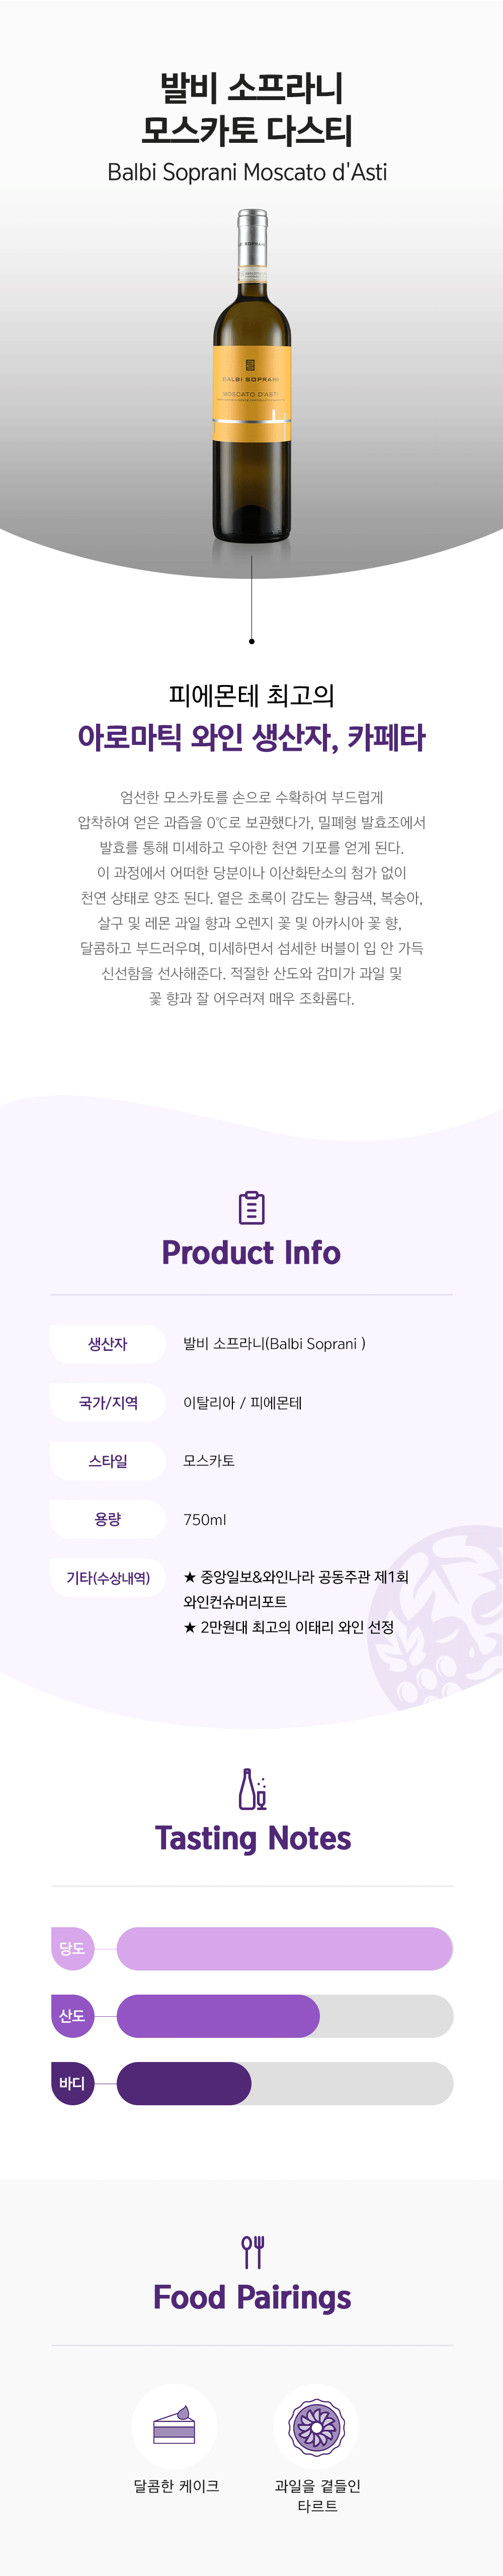 발비 소프라니
모스카토 다스티
Balbi Soprani Moscato d'Asti
BALBI SOPRANI
MOSCATO D'ASTI
피에몬테 최고의
아로마틱 와인 생산자, 카페타
엄선한 모스카토를 손으로 수확하여 부드럽게
압착하여 얻은 과즙을 0℃로 보관했다가, 밀폐형 발효조에서
발효를 통해 미세하고 우아한 천연 기포를 얻게 된다.
이 과정에서 어떠한 당분이나 이산화탄소의 첨가 없이
천연 상태로 양조 된다. 옅은 초록이 감도는 황금색, 복숭아,
살구 및 레몬 과일 향과 오렌지 꽃 및 아카시아 꽃 향,
달콤하고 부드러우며, 미세하면서 섬세한 버블이 입 안 가득
신선함을 선사해준다. 적절한 산도와 감미가 과일 및
꽃 향과 잘 어우러져 매우 조화롭다.
Product Info
생산자 발비 소프라니(Balbi Soprani )
국가/지역 이탈리아 / 피에몬테
스타일 모스카토
용량 750ml
기타(수상내역) ★ 중앙일보&와인나라 공동주관 제1회
와인컨슈머리포트
★ 2만원대 최고의 이태리 와인 선정
Tasting Notes
당도
산도
바디
Food Pairings
달콤한 케이크 과일을 곁들인
타르트